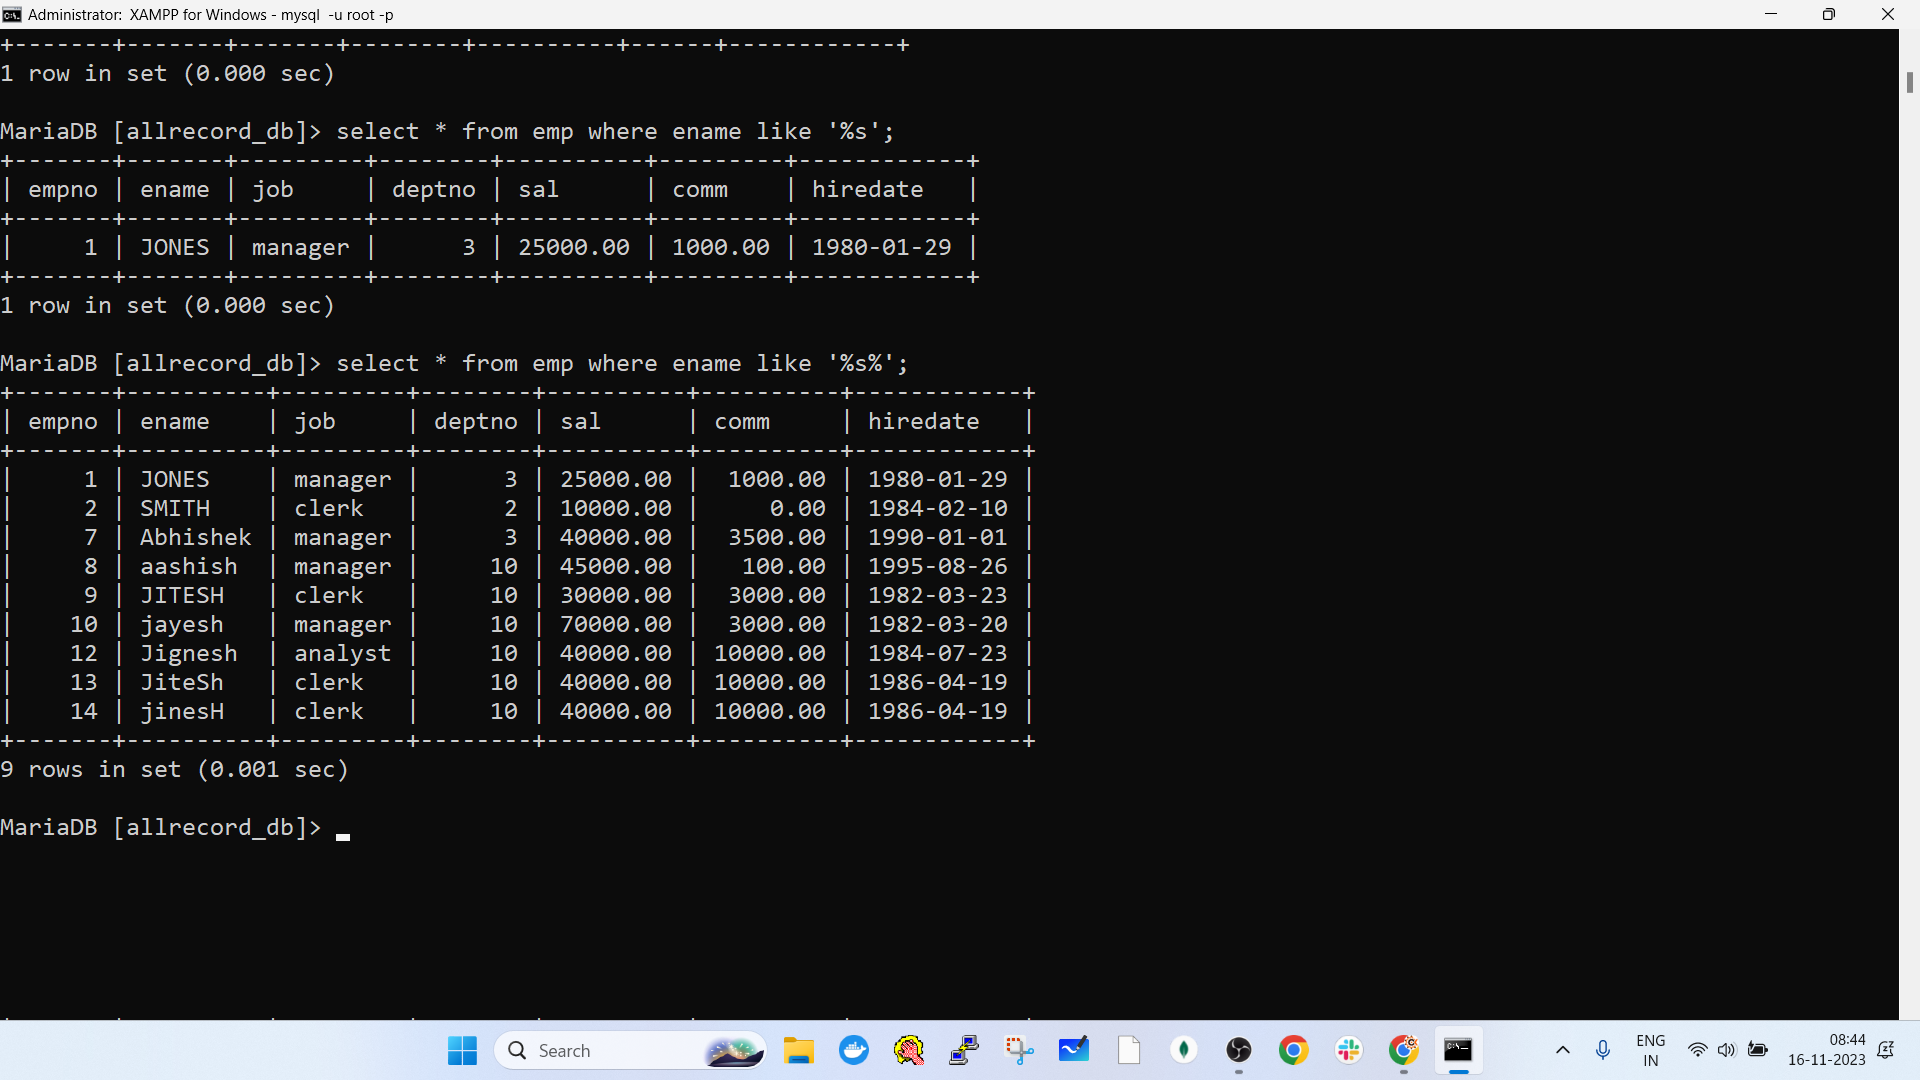 Administrator:  XAMPP for Windows - mysql  -u root -p
+-------+-------+-------+--------+----------+------+------------+
1 row in set (0.000 sec)
MariaDB [allrecord_db]> select * from emp where ename like '%s';
+-------+-------+---------+--------+----------+---------+------------+
| empno | ename | job     | deptno | sal      | comm    | hiredate   |
+-------+-------+---------+--------+----------+---------+------------+
|     1 | JONES | manager |      3 | 25000.00 | 1000.00 | 1980-01-29 |
+-------+-------+---------+--------+----------+---------+------------+
1 row in set (0.000 sec)
MariaDB [allrecord_db]> select * from emp where ename like '%s%';
+-------+----------+---------+--------+----------+----------+------------+
| empno | ename    | job     | deptno | sal      | comm     | hiredate   |
+-------+----------+---------+--------+----------+----------+------------+
|     1 | JONES    | manager |      3 | 25000.00 |  1000.00 | 1980-01-29 |
|     2 | SMITH    | clerk   |      2 | 10000.00 |     0.00 | 1984-02-10 |
|     7 | Abhishek | manager |      3 | 40000.00 |  3500.00 | 1990-01-01 |
|     8 | aashish  | manager |     10 | 45000.00 |   100.00 | 1995-08-26 |
|     9 | JITESH   | clerk   |     10 | 30000.00 |  3000.00 | 1982-03-23 |
|    10 | jayesh   | manager |     10 | 70000.00 |  3000.00 | 1982-03-20 |
|    12 | Jignesh  | analyst |     10 | 40000.00 | 10000.00 | 1984-07-23 |
|    13 | JiteSh   | clerk   |     10 | 40000.00 | 10000.00 | 1986-04-19 |
|    14 | jinesH   | clerk   |     10 | 40000.00 | 10000.00 | 1986-04-19 |
+-------+----------+---------+--------+----------+----------+------------+
9 rows in set (0.001 sec)
MariaDB [allrecord_db]>
Search
ENG
IN
08:44
16-11-2023